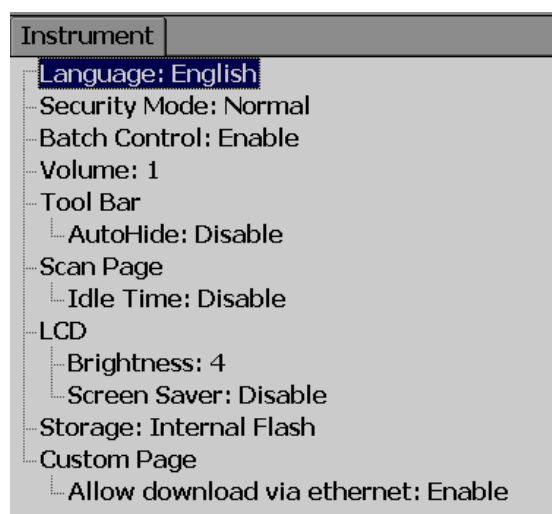 Instrument
Language: English
Security Mode: Normal
Batch Control: Enable
Volume: 1
Tool Bar
AutoHide: Disable
Scan Page
Idle Time: Disable
LCD
Brightness: 4
Screen Saver: Disable
Storage: Internal Flash
Custom Page
Allow download via ethernet: Enable